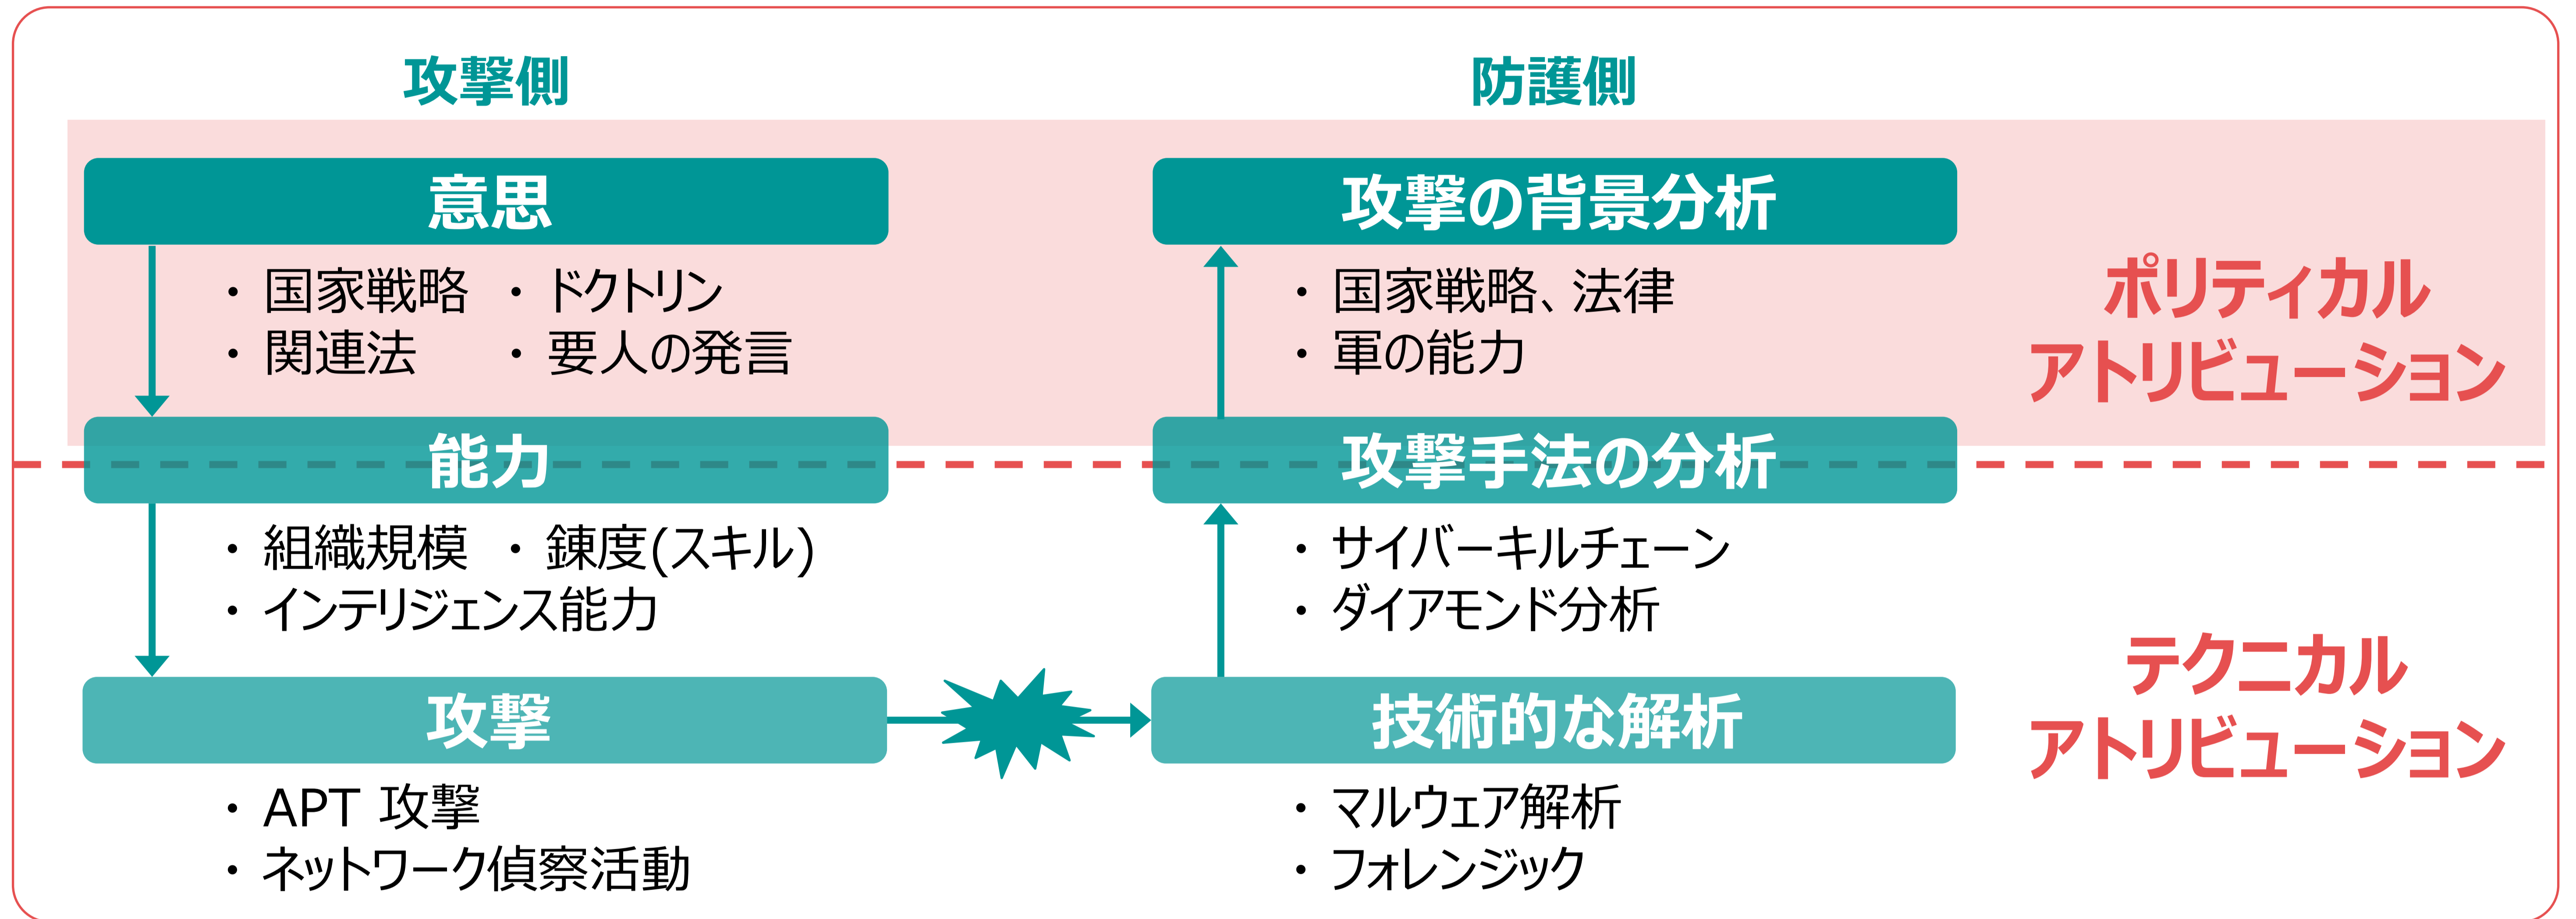 攻撃側
防護側
意思
・ 国家戦略 ・ ドクトリン
・ 関連法 ・ 要人の発言
能力
・ 組織規模 ・ 錬度(スキル)
・ インテリジェンス能力
攻撃
・ APT 攻撃
・ ネットワーク偵察活動
攻撃の背景分析
・ 国家戦略、法律
・ 軍の能力
攻撃手法の分析
・ サイバーキルチェーン
・ ダイアモンド分析
技術的な解析
・ マルウェア解析
・ フォレンジック
ポリティカル
アトリビューション
テクニカル
アトリビューション